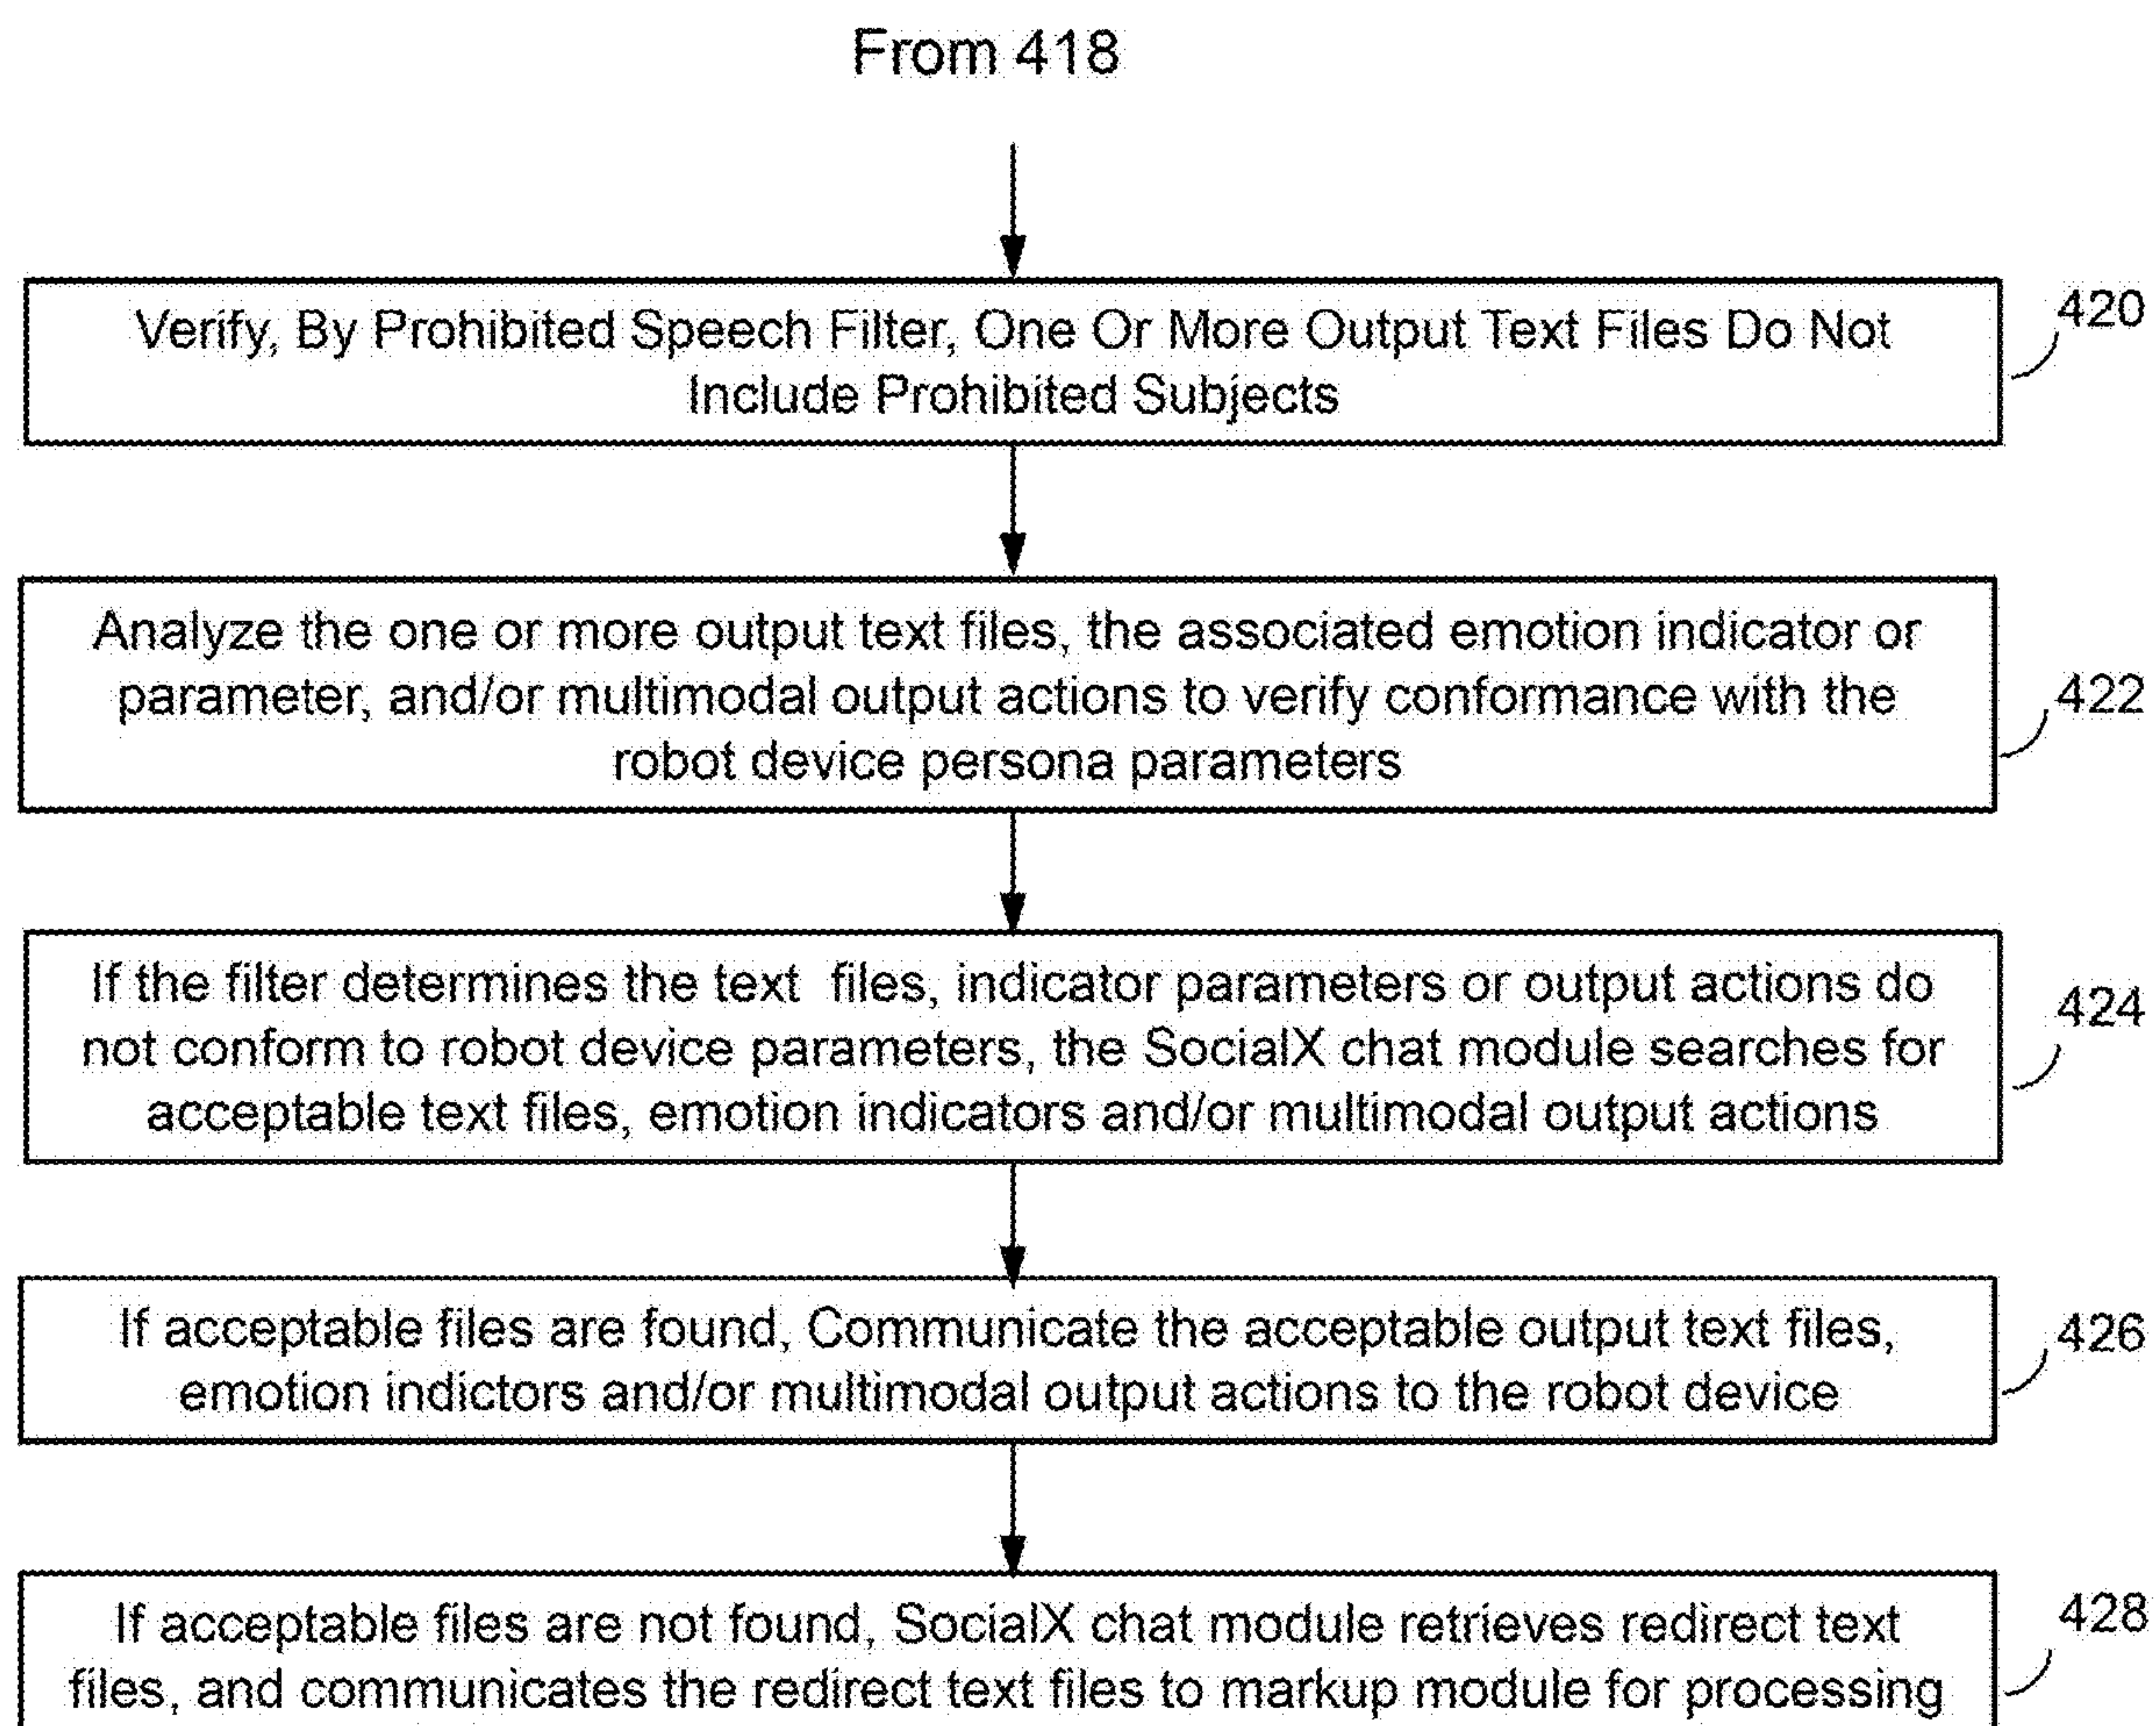 From 418
Verify, By Prohibited Speech Filter, One Or More Output Text Files Do Not
Include Prohibited Subjects
420
Analyze the one or more output text files, the associated emotion indicator or
parameter, and/or multimodal output actions to verify conformance with the
robot device persona parameters
422
If the filter determines the text files, indicator parameters or output actions do
not conform to robot device parameters, the SocialX chat module searches for
acceptable text files, emotion indicators and/or multimodal output actions
424
If acceptable files are found, Communicate the acceptable output text files,
emotion indictors and/or multimodal output actions to the robot device
426
If acceptable files are not found, SocialX chat module retrieves redirect text
files, and communicates the redirect text files to markup module for processing
428